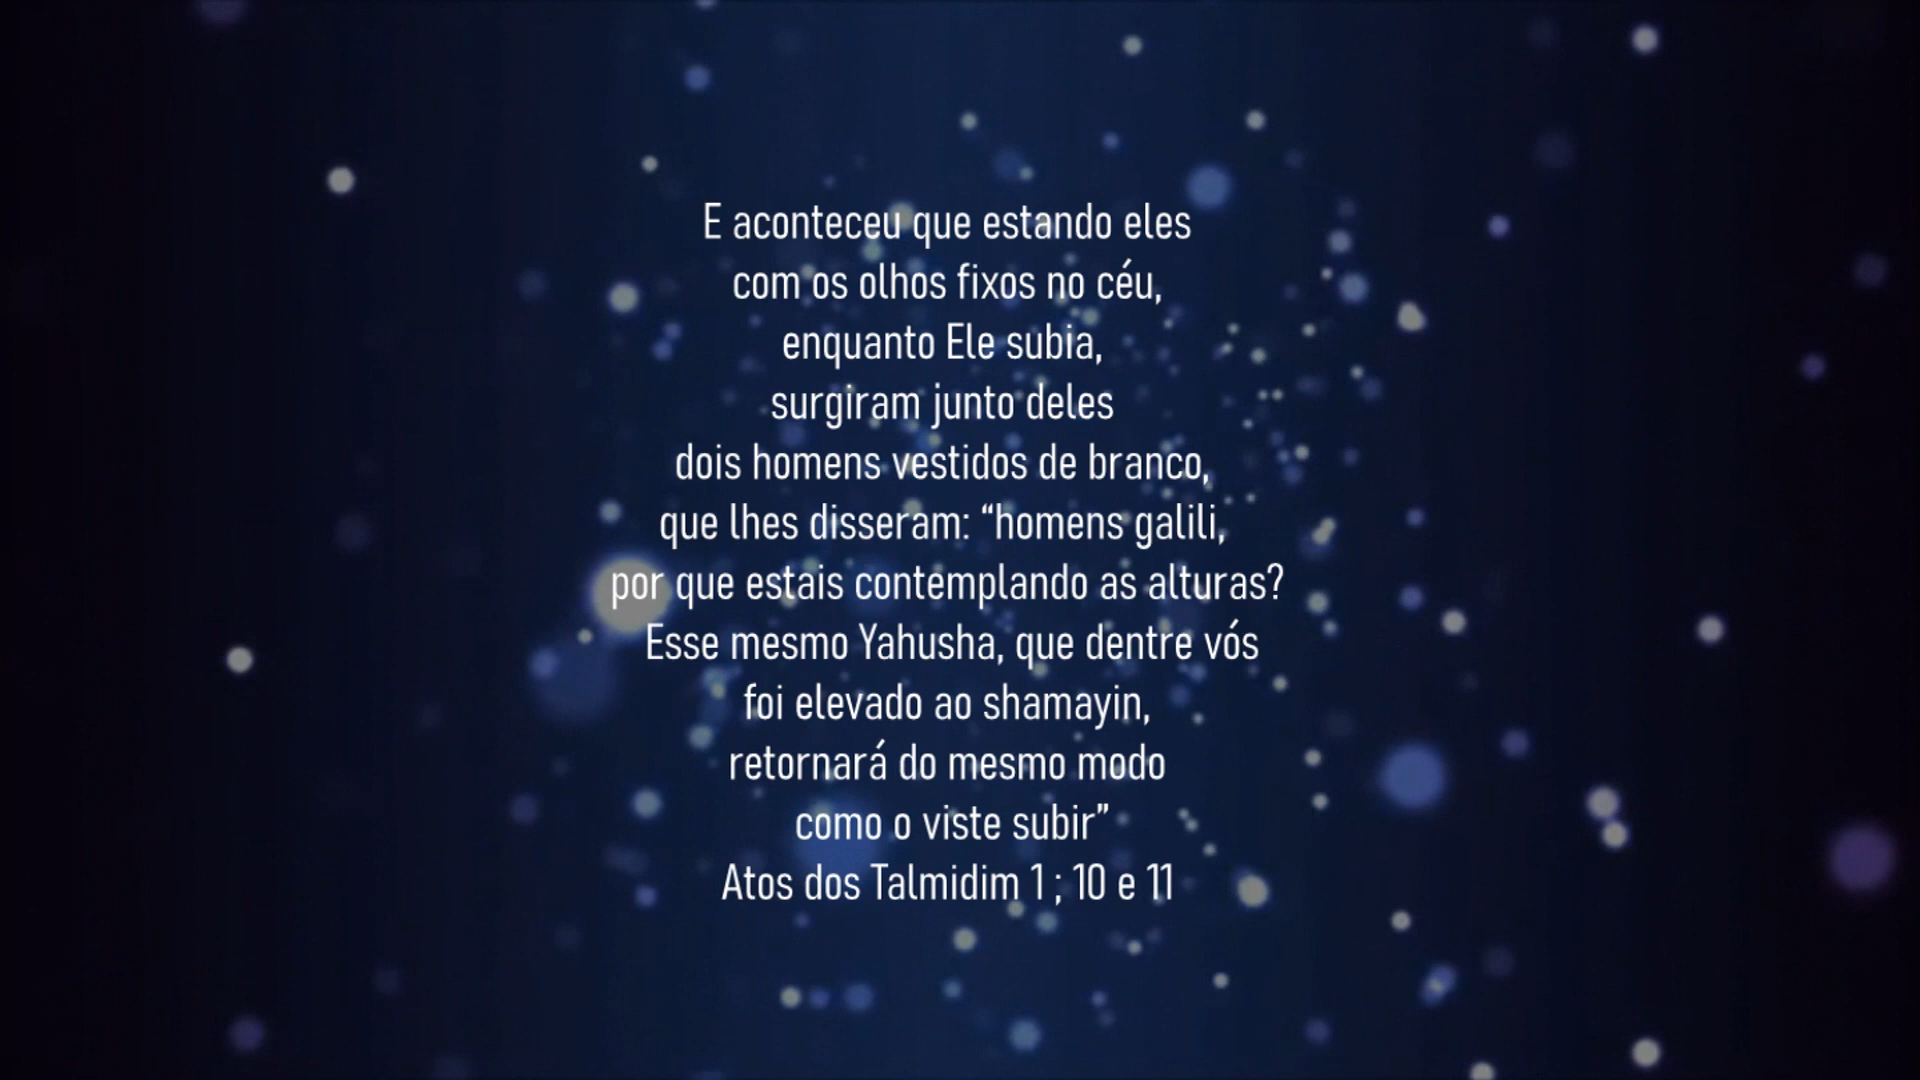 E aconteceu que estando eles
com os olhos fixos no céu,
enquanto Ele subia,
surgiram junto deles
dois homens vestidos de branco,
que lhes disseram: “homens galili,
por que estais contemplando as alturas?
Esse mesmo Yahusha, que dentre vós
foi elevado ao shamayin,
retornará do mesmo modo
como o viste subir”
Atos dos Talmidim 1 ; 10 e 11